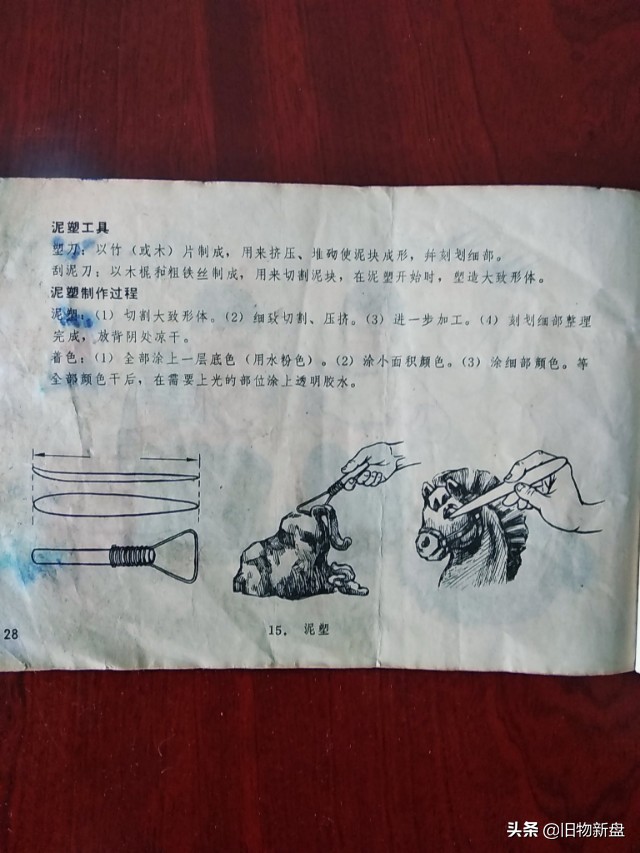 泥塑工具
塑刀：以竹（或木）片制成，用来挤压、堆砌使泥块成形，并刻划细部。
刮泥刀：以木棍和粗铁丝制成，用来切割泥块，在泥塑开始时，塑造大致形体。
泥塑制作过程
泥塑：（1）切割大致形体。（2）细致切割、压挤。（3）进一步加工。（4）刻划细部整理
完成，放背阴处凉干。
着色：（1）全部涂上一层底色（用水粉色）。（2）涂小面积颜色。（3）涂细部颜色。等
全部颜色干后，在需要上光的部位涂上透明胶水。
28
15．泥塑
头条 @旧物新盘